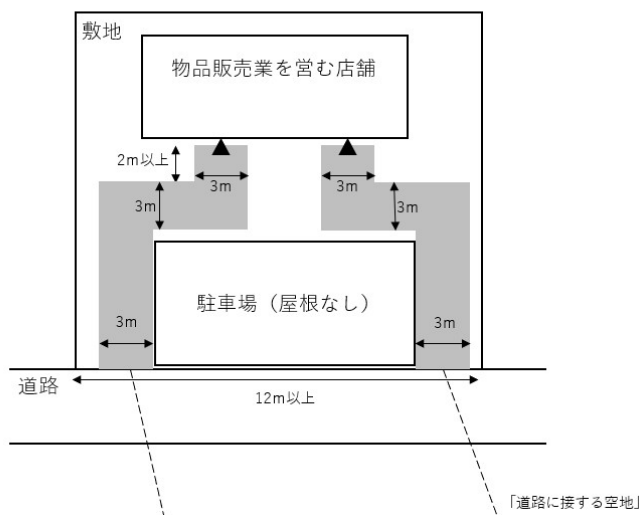 敷地
物品販売業を営む店舗
2m以上
3m
3m
3m
3m
駐車場（屋根なし）
3m
3m
道路
12m以上
「道路に接する空地」